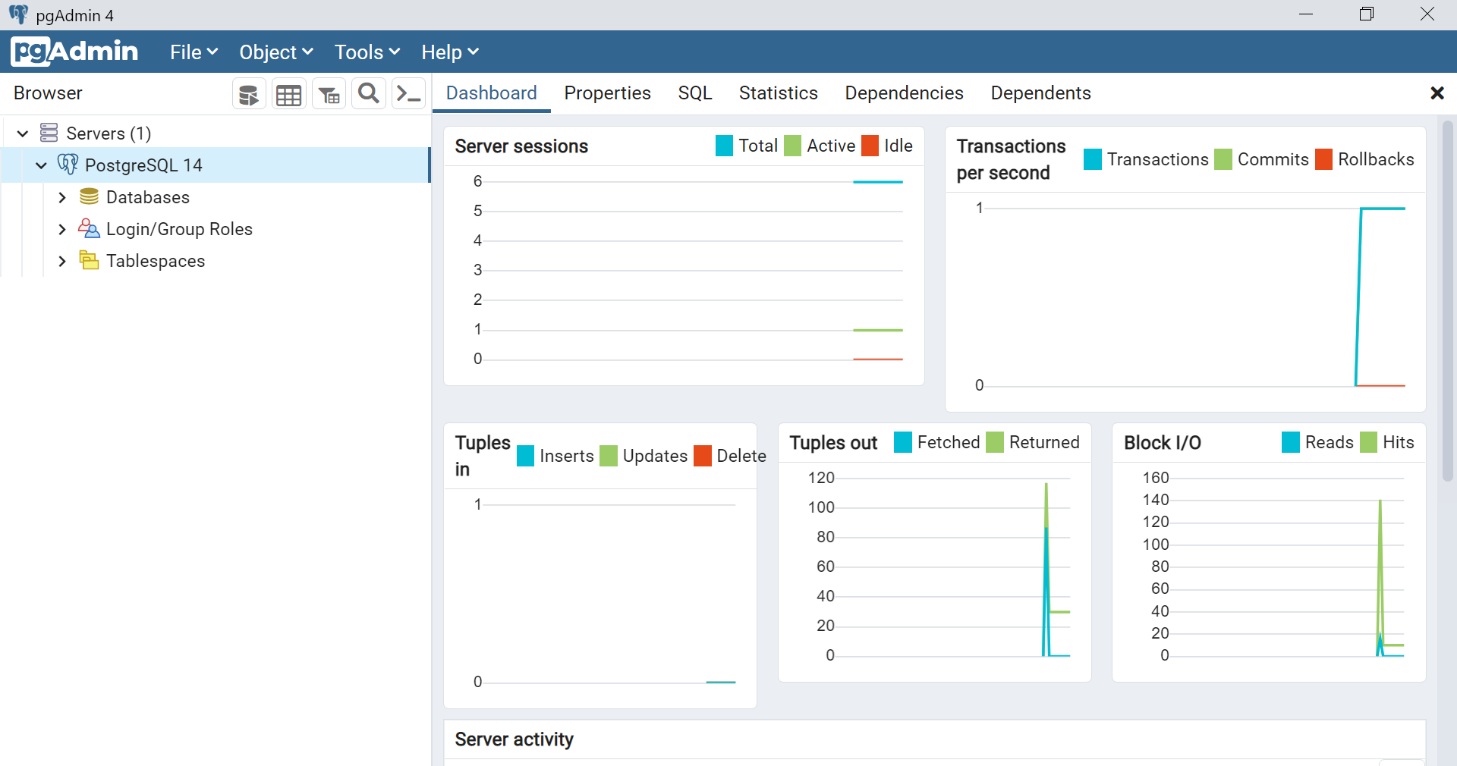 pgAdmin 4
pgAdmin File Object Tools Help
Browser
Dashboard Properties SQL Statistics Dependencies Dependents
Servers (1)
PostgreSQL 14
Databases
Login/Group Roles
Tablespaces
Server sessions
Total Active Idle
6
5
4
3
2
1
0
Transactions
per second
Transactions Commits Rollbacks
1
0
Tuples
in
Inserts Updates Delete
1
0
Tuples out
Fetched Returned
120
100
80
60
40
20
0
Block I/O
Reads Hits
160
140
120
100
80
60
40
20
0
Server activity